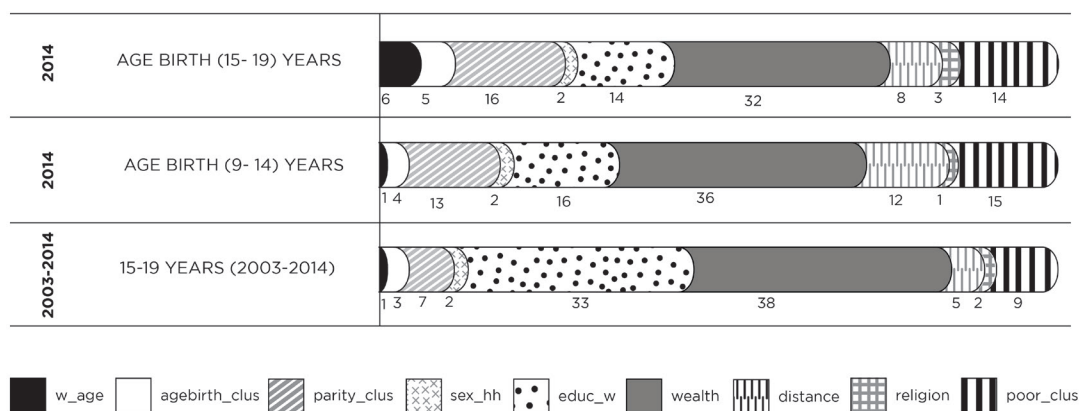 2014
AGE BIRTH (15- 19) YEARS
6 5 16 2 14 32 8 3 14
2014
AGE BIRTH (9- 14) YEARS
1 4 13 2 16 36 12 1 15
2003-2014
15-19 YEARS (2003-2014)
1 3 7 2 33 38 5 2 9
w_age agebirth_clus parity_clus sex_hh educ_w wealth distance religion poor_clus